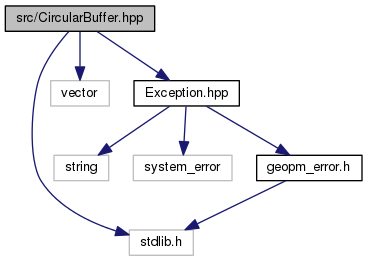 src/CircularBuffer.hpp
vector
Exception.hpp
string
system_error
geopm_error.h
stdlib.h